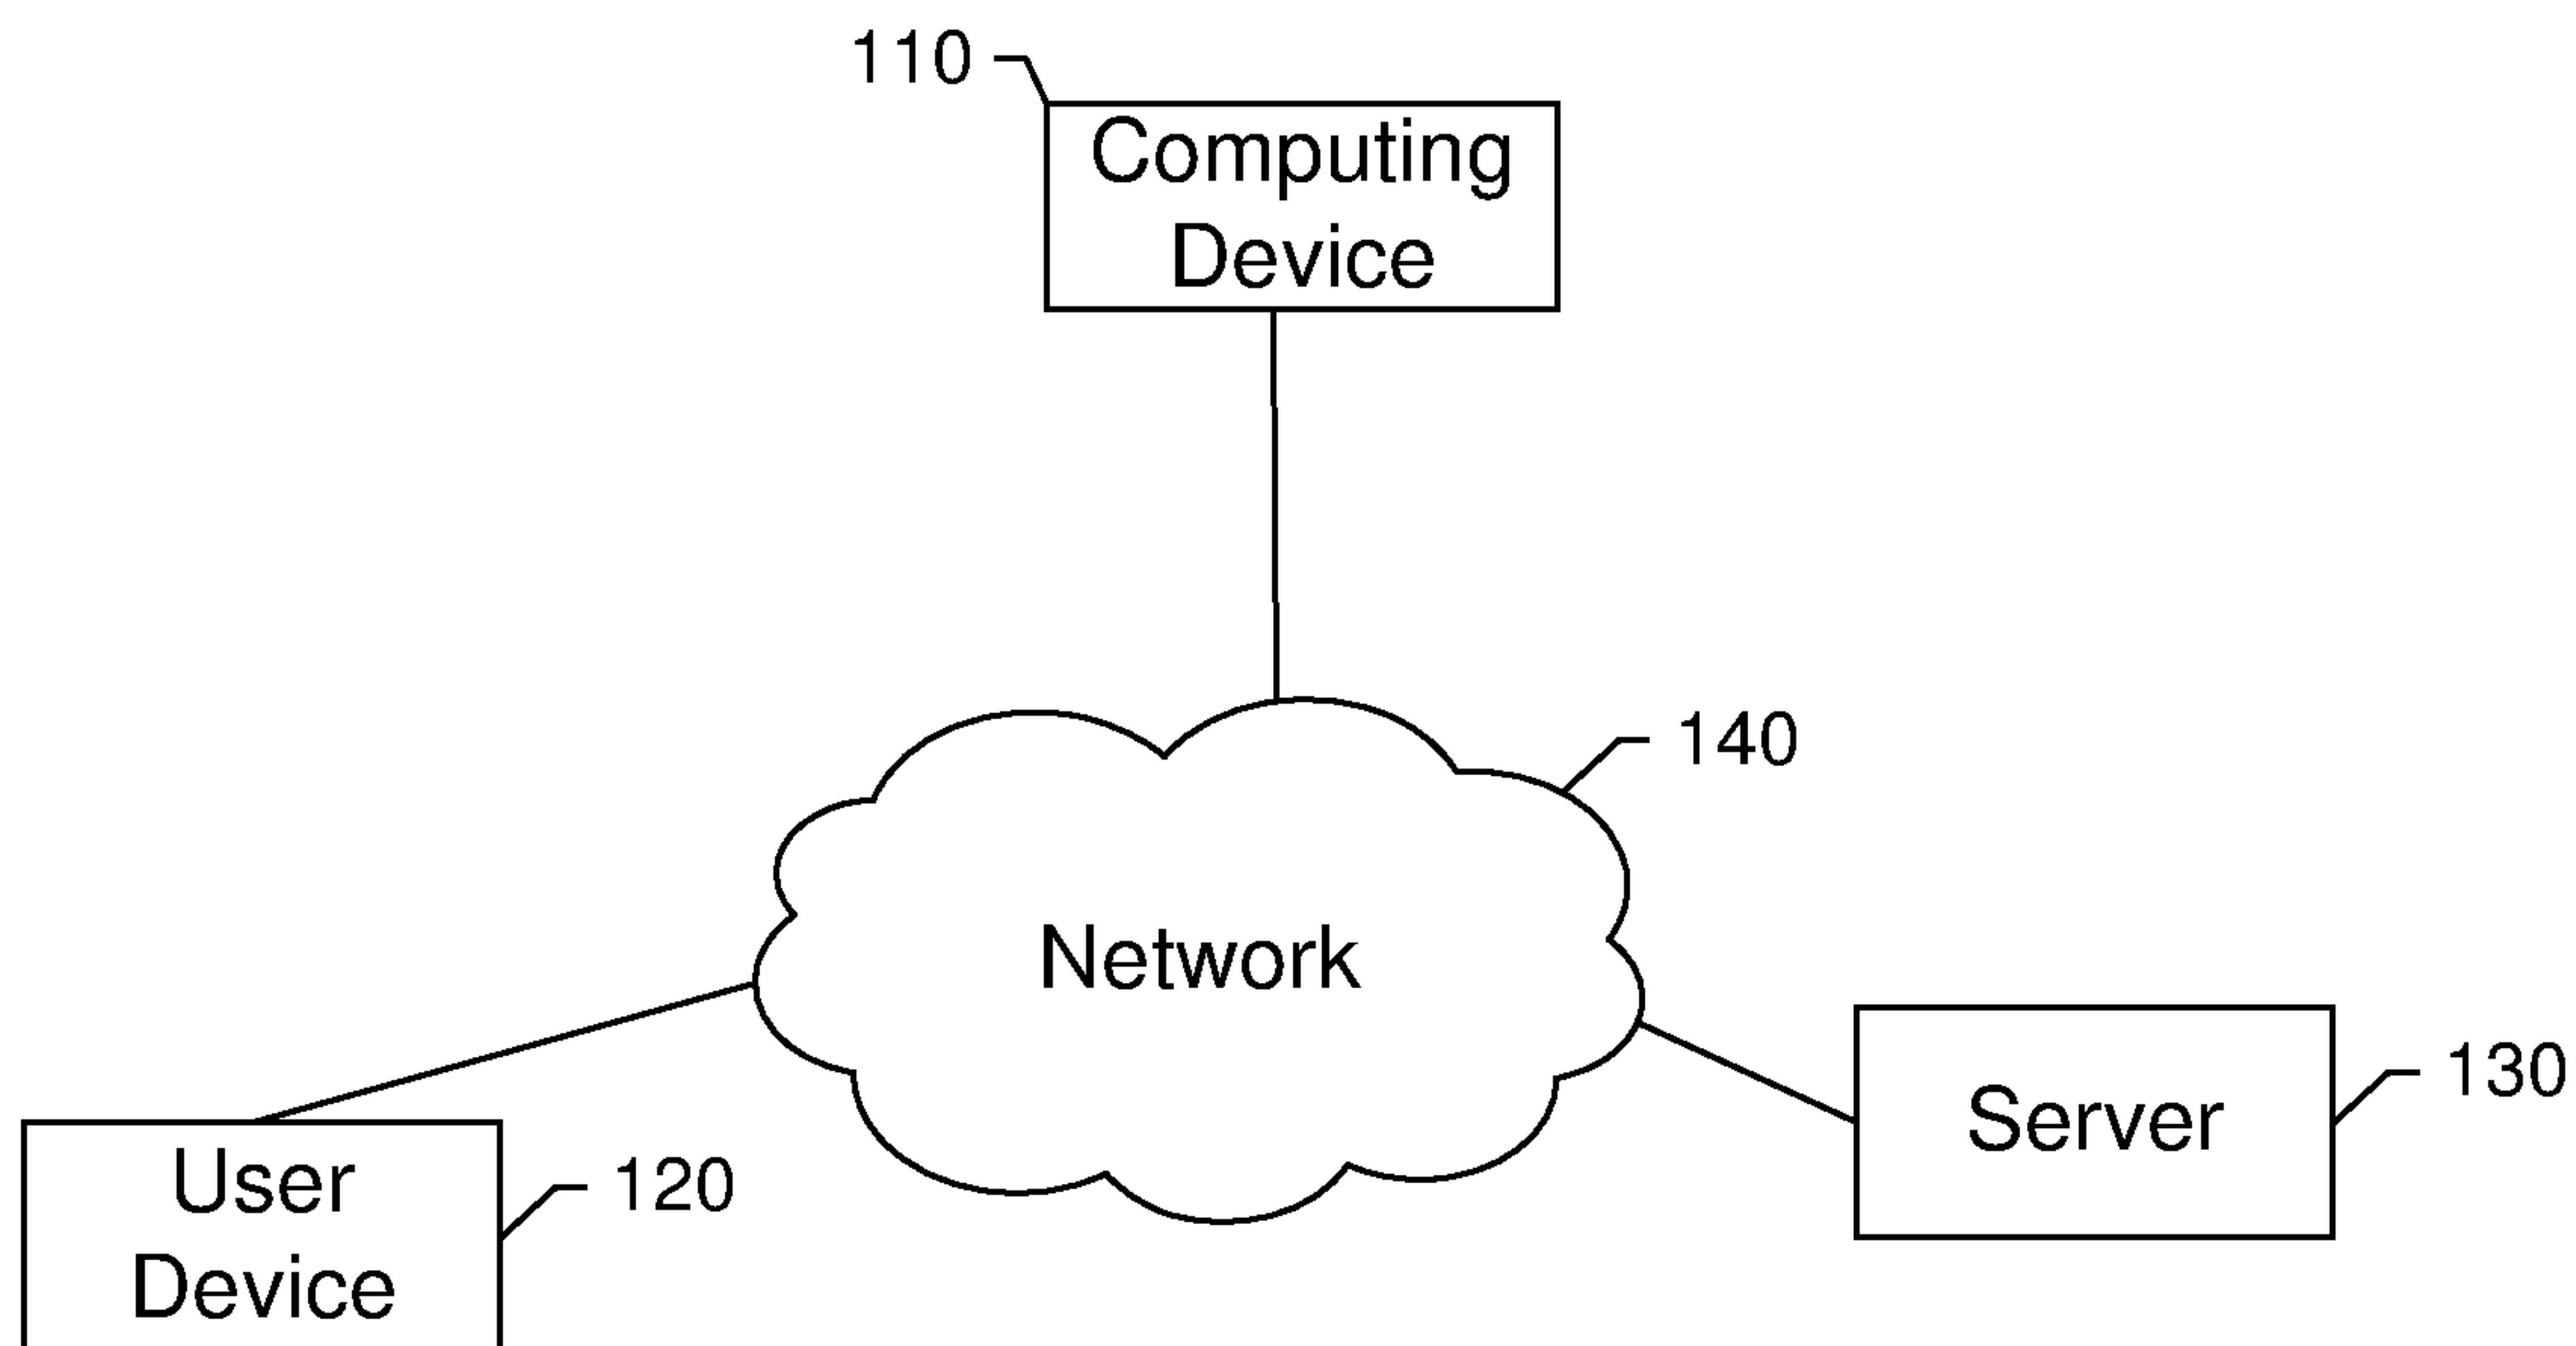 110
Computing
Device
140
Network
Server
130
User
Device
120